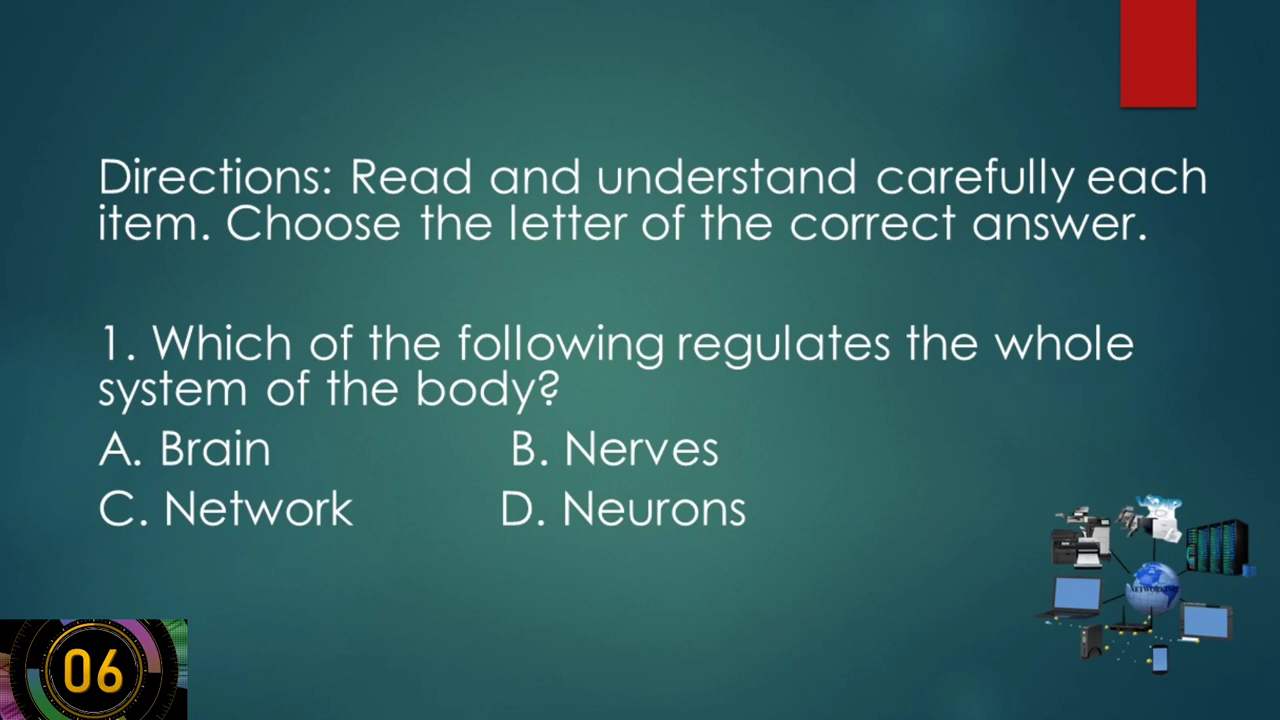 Directions: Read and understand carefully each
item. Choose the letter of the correct answer.
1. Which of the following regulates the whole
system of the body?
A. Brain B. Nerves
C. Network D. Neurons
06